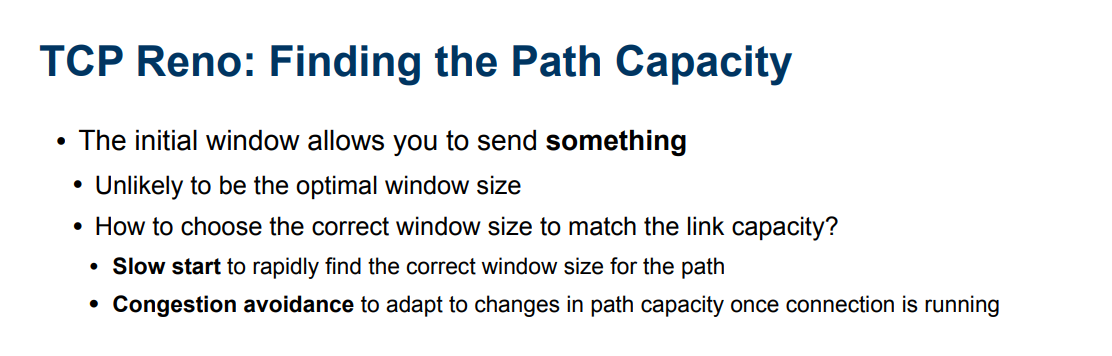 TCP Reno: Finding the Path Capacity
• The initial window allows you to send something
• Unlikely to be the optimal window size
• How to choose the correct window size to match the link capacity?
• Slow start to rapidly find the correct window size for the path
• Congestion avoidance to adapt to changes in path capacity once connection is running